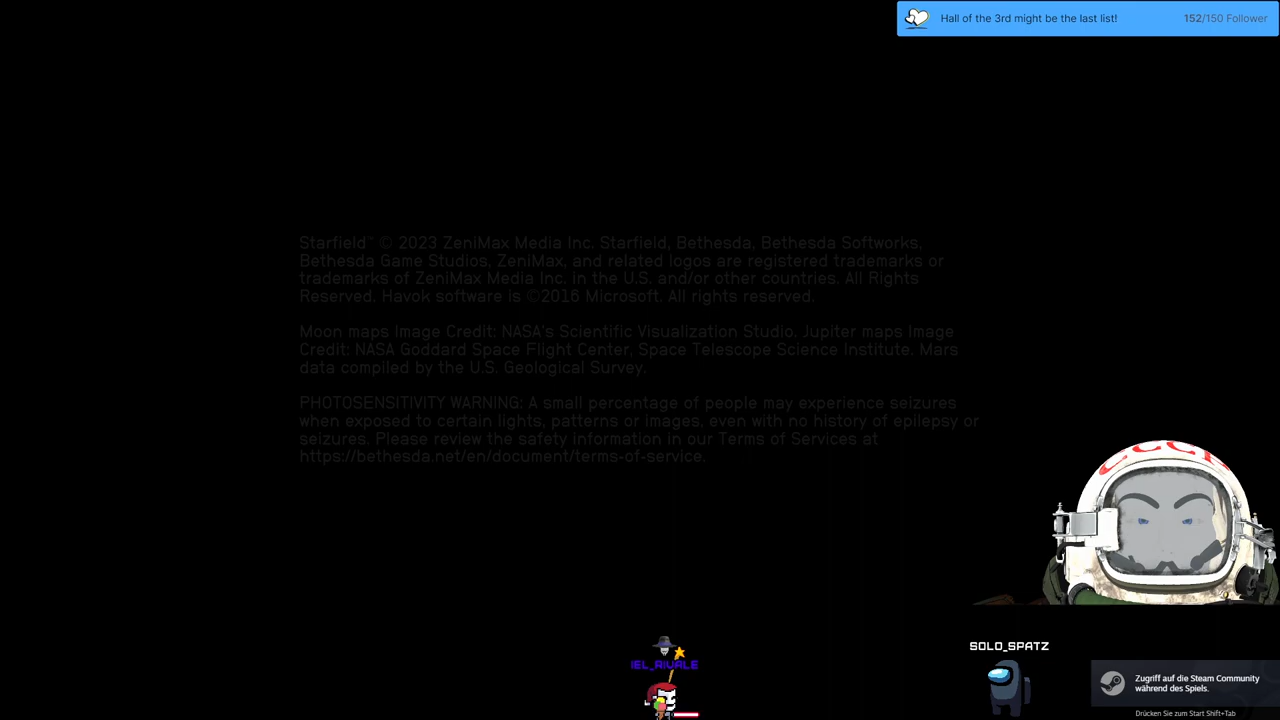 Hall of the 3rd might be the last list!
152/150 Follower
Starfield™ © 2023 ZeniMax Media Inc. Starfield, Bethesda, Bethesda Softworks,
Bethesda Game Studios, ZeniMax, and related logos are registered trademarks or
trademarks of ZeniMax Media Inc. in the U.S. and/or other countries. All Rights
Reserved. Havok software is ©2016 Microsoft. All rights reserved.
Moon maps Image Credit: NASA's Scientific Visualization Studio. Jupiter maps Image
Credit: NASA Goddard Space Flight Center, Space Telescope Science Institute. Mars
data compiled by the U.S. Geological Survey.
PHOTOSENSITIVITY WARNING: A small percentage of people may experience seizures
when exposed to certain lights, patterns or images, even with no history of epilepsy or
seizures. Please review the safety information in our Terms of Services at
https://bethesda.net/en/document/terms-of-service.
CCCP
SOLO_SPATZ
IEL_RIVALE
Zugriff auf die Steam Community
während des Spiels.
Drücken Sie zum Start Shift+Tab